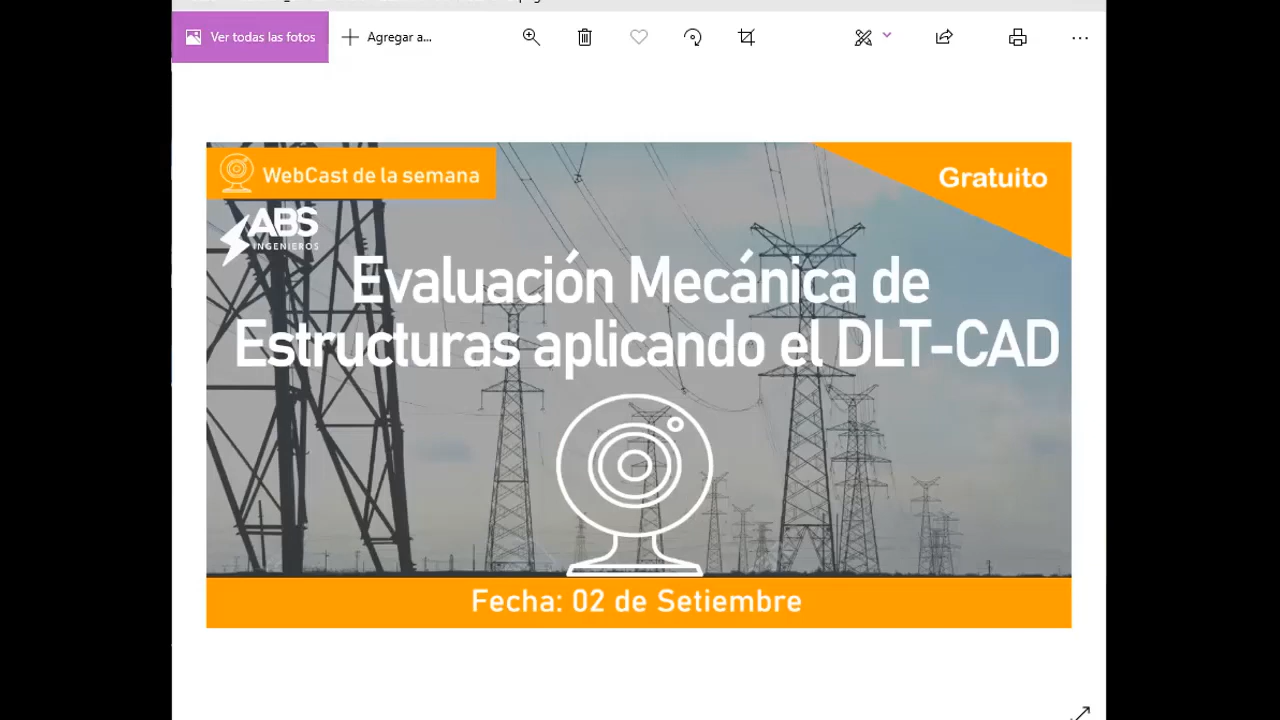 Ver todas las fotos
Agregar a...
WebCast de la semana
Gratuito
ABS
INGENIEROS
Evaluación Mecánica de
Estructuras aplicando el DLT-CAD
Fecha: 02 de Setiembre